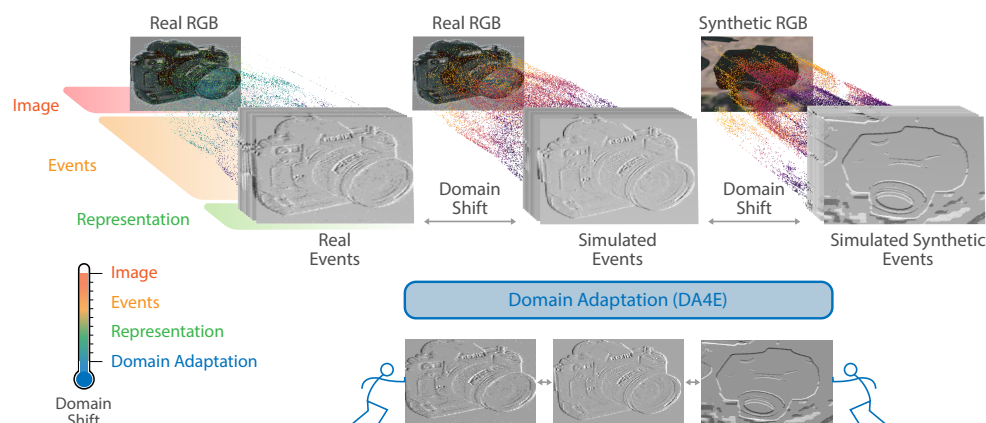 Real RGB
Real RGB
Synthetic RGB
Image
Events
Representation
Domain
Shift
Domain
Shift
Real
Events
Simulated
Events
Simulated Synthetic
Events
Image
Events
Representation
Domain Adaptation
Domain
Shift
Domain Adaptation (DA4E)